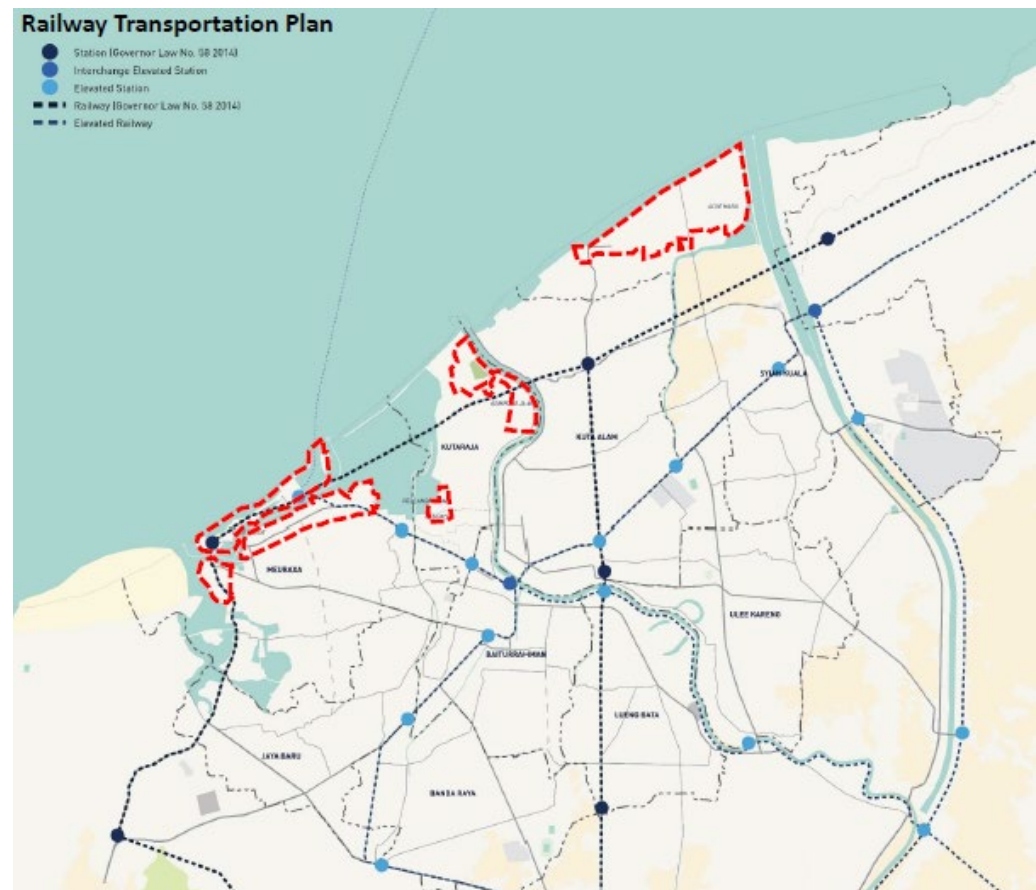 Railway Transportation Plan
Station (Governor Law No. 58 2014)
Interchange Elevated Station
Elevated Station
Railway (Governor Law No. 58 2014)
Elevated Railway
SYIAH KUALA
KUTARAJA
KUTA ALAM
MEURAXA
ULEE KARENG
BAITURRAHMAN
LUENG BATA
JAYA BARU
BANDA RAYA